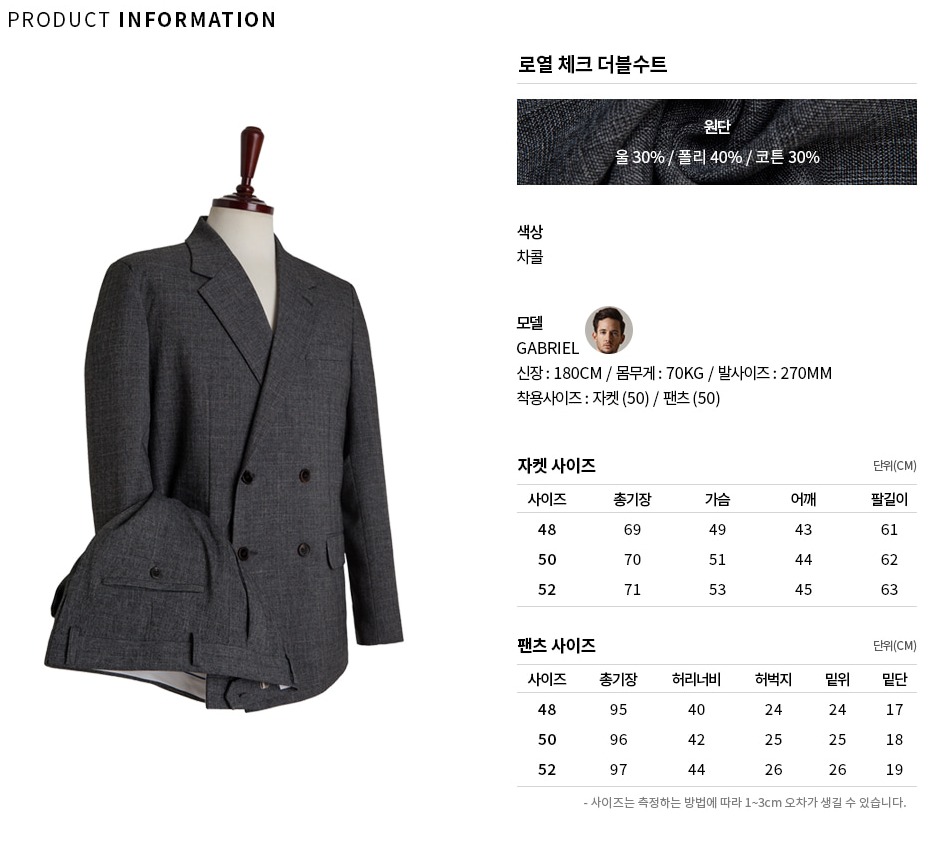 PRODUCT INFORMATION
로열 체크 더블수트
원단
울 30% / 폴리 40% / 코튼 30%
색상
차콜
모델
GABRIEL
신장 : 180CM / 몸무게 : 70KG / 발사이즈 : 270MM
착용사이즈 : 자켓 (50) / 팬츠 (50)
자켓 사이즈 단위(CM)
사이즈 총기장 가슴 어깨 팔길이
48 69 49 43 61
50 70 51 44 62
52 71 53 45 63
팬츠 사이즈 단위(CM)
사이즈 총기장 허리너비 허벅지 밑위 밑단
48 95 40 24 24 17
50 96 42 25 25 18
52 97 44 26 26 19
- 사이즈는 측정하는 방법에 따라 1~3cm 오차가 생길 수 있습니다.